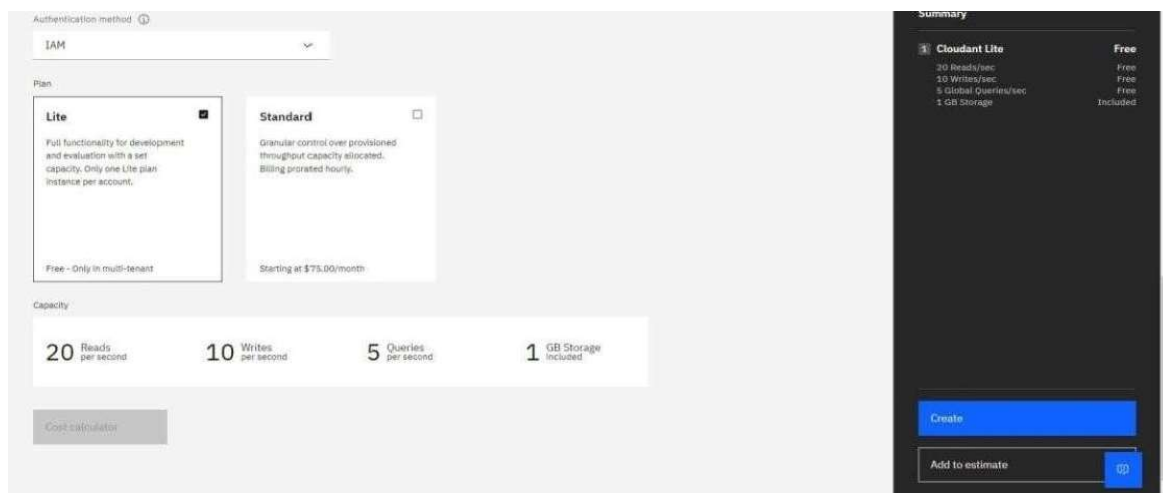 Authentication method
IAM
Plan
Lite
Full functionality for development
and evaluation with a set
capacity. Only one Lite plan
instance per account.
Free - Only in multi-tenant
Standard
Granular control over provisioned
throughput capacity allocated.
Billing prorated hourly.
Starting at $75.00/month
Capacity
20 Reads per second
10 Writes per second
5 Queries per second
1 GB Storage Included
Cost calculator
Summary
1 Cloudant Lite Free
20 Reads/sec Free
10 Writes/sec Free
5 Global Queries/sec Free
1 GB Storage Included
Create
Add to estimate